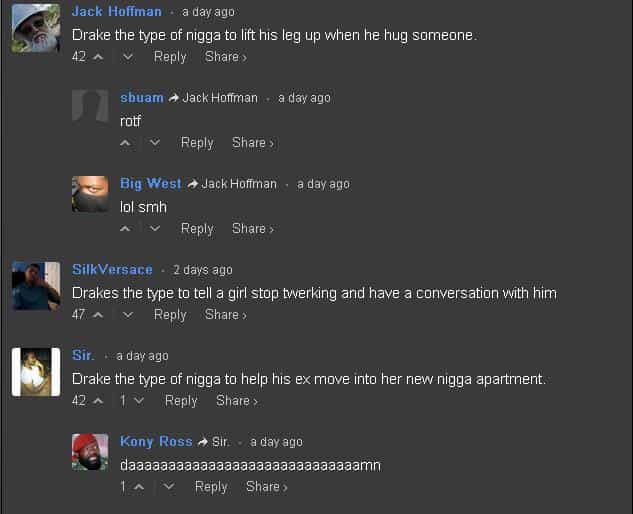 Jack Hoffman · a day ago
Drake the type of nigga to lift his leg up when he hug someone.
42 Reply Share ›
sbuam Jack Hoffman · a day ago
rotf
Reply Share ›
Big West Jack Hoffman · a day ago
lol smh
Reply Share ›
SilkVersace · 2 days ago
Drakes the type to tell a girl stop twerking and have a conversation with him
47 Reply Share ›
Sir. · a day ago
Drake the type of nigga to help his ex move into her new nigga apartment.
42 1 Reply Share ›
Kony Ross Sir. · a day ago
daaaaaaaaaaaaaaaaaaaaaaaaaaaaamn
1 Reply Share ›